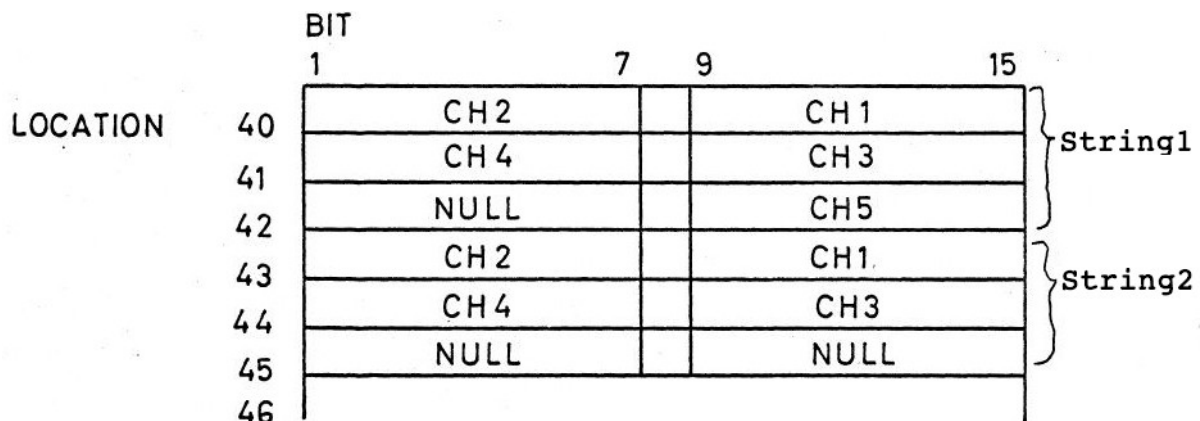 BIT
1 7 9 15
LOCATION 40 CH2 CH1
String1
41 CH4 CH3
42 NULL CH5
43 CH2 CH1
String2
44 CH4 CH3
45 NULL NULL
46